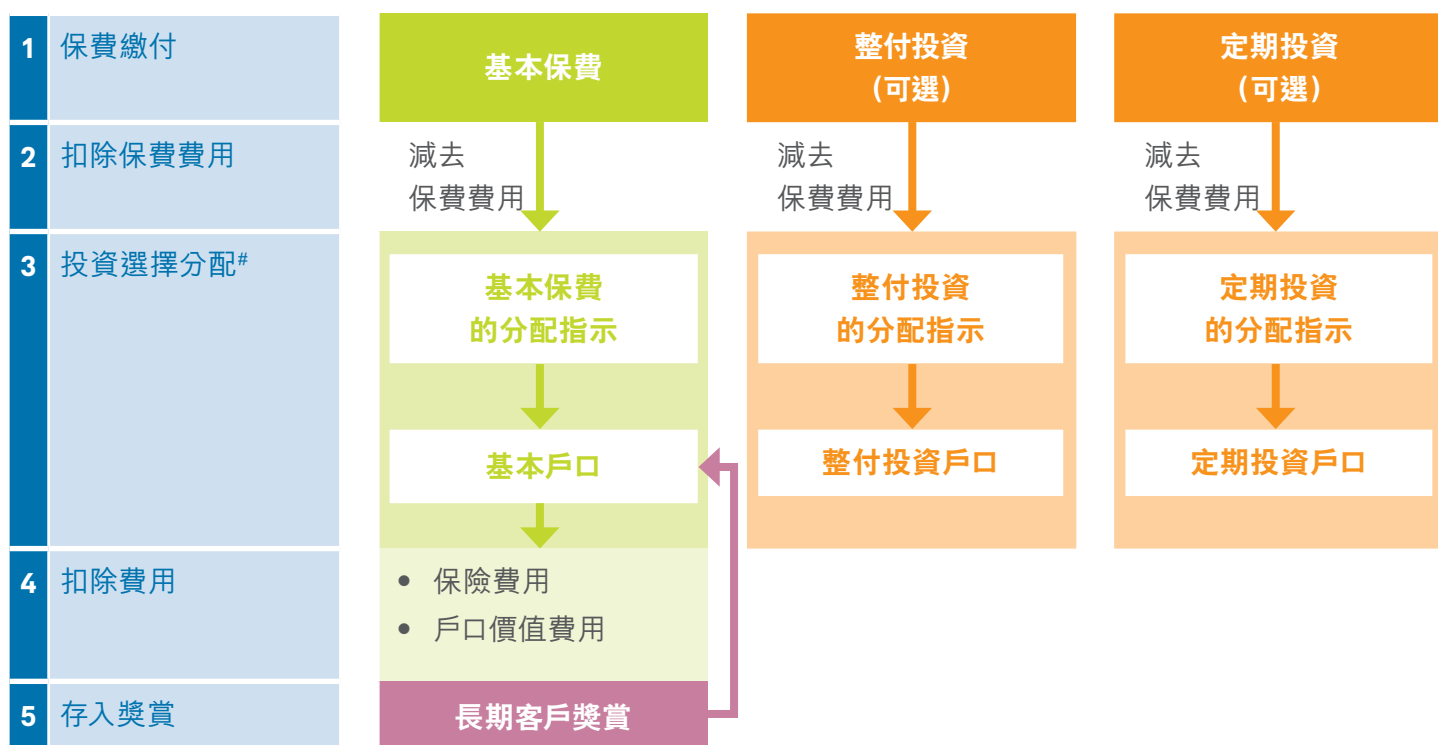 1 保費繳付
基本保費
整付投資
(可選)
定期投資
(可選)
2 扣除保費費用
減去
保費費用
減去
保費費用
減去
保費費用
3 投資選擇分配#
基本保費
的分配指示
整付投資
的分配指示
定期投資
的分配指示
基本戶口
整付投資戶口
定期投資戶口
4 扣除費用
• 保險費用
• 戶口價值費用
5 存入獎賞
長期客戶獎賞